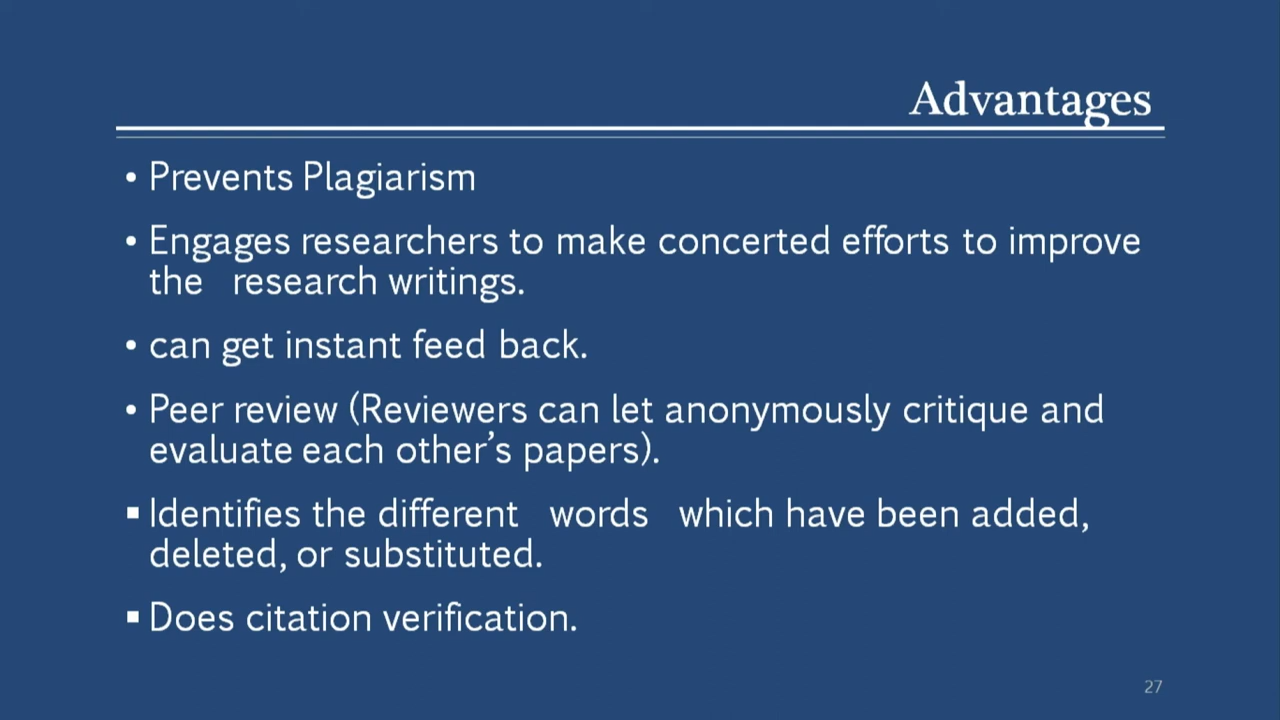 Advantages
• Prevents Plagiarism
• Engages researchers to make concerted efforts to improve
the   research writings.
• can get instant feed back.
• Peer review (Reviewers can let anonymously critique and
evaluate each other’s papers).
▪ Identifies the different   words   which have been added,
deleted, or substituted.
▪ Does citation verification.
27